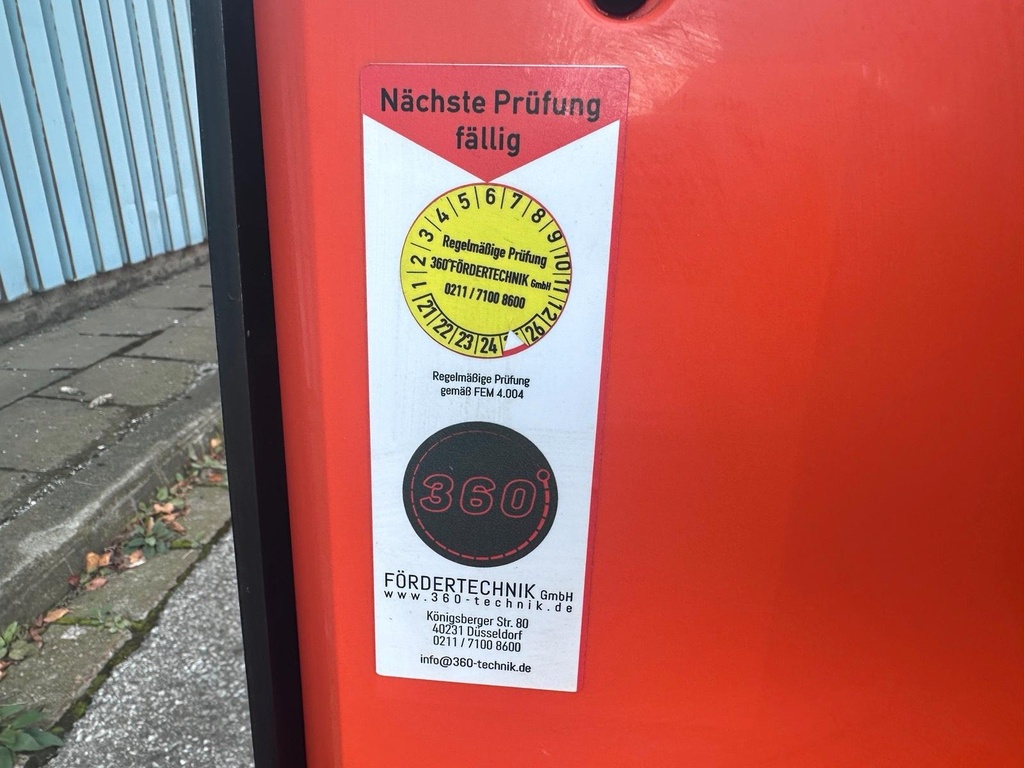 Nächste Prüfung
fällig
1 2 3 4 5 6 7 8 9 10 11 12
Regelmäßige Prüfung
360°FÖRDERTECHNIK GmbH
0211 / 7100 8600
21 22 23 24 26
Regelmäßige Prüfung
gemäß FEM 4.004
360°
FÖRDERTECHNIK GmbH
www.360-technik.de
Königsberger Str. 80
40231 Düsseldorf
0211 / 7100 8600
info@360-technik.de